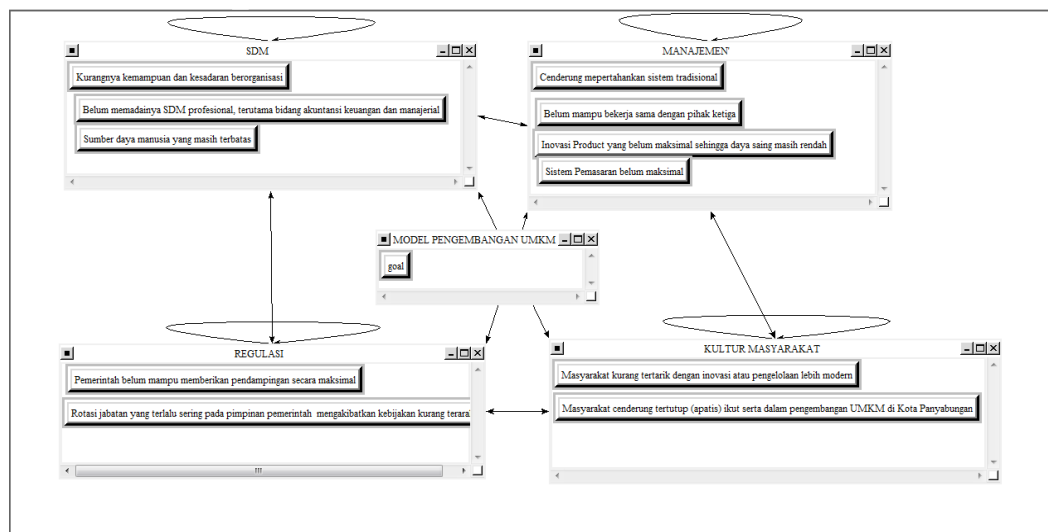 SDM
Kurangnya kemampuan dan kesadaran berorganisasi
Belum memadainya SDM profesional, terutama bidang akuntansi keuangan dan manajerial
Sumber daya manusia yang masih terbatas
MANAJEMEN'
Cenderung mepertahankan sistem tradisional
Belum mampu bekerja sama dengan pihak ketiga
Inovasi Product yang belum maksimal sehingga daya saing masih rendah
Sistem Pemasaran belum maksimal
MODEL PENGEMBANGAN UMKM
goal
REGULASI
Pemerintah belum mampu memberikan pendampingan secara maksimal
Rotasi jabatan yang terlalu sering pada pimpinan pemerintah mengakibatkan kebijakan kurang terara
KULTUR MASYARAKAT
Masyarakat kurang tertarik dengan inovasi atau pengelolaan lebih modern
Masyarakat cenderung tertutup (apatis) ikut serta dalam pengembangan UMKM di Kota Panyabungan